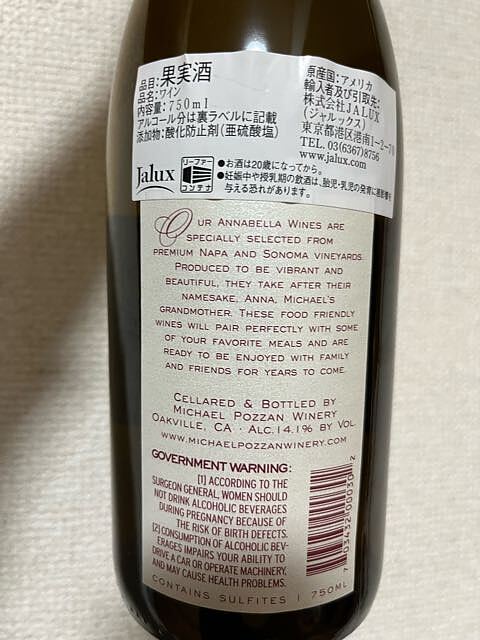 品目:果実酒
品名:ワイン
内容量:750ml
アルコール分は裏ラベルに記載
添加物:酸化防止剤(亜硫酸塩)
原産国:アメリカ
輸入者及び引取先:
株式会社JALUX
(ジャルックス)
東京都港区港南1-2-70
TEL. 03(6367)8756
www.jalux.com
Jalux
リーファー
コンテナ
●お酒は20歳になってから。
●妊娠中や授乳期の飲酒は、胎児・乳児の発育に悪影響を
与える恐れがあります。
OUR ANNABELLA WINES ARE
SPECIALLY SELECTED FROM
PREMIUM NAPA AND SONOMA VINEYARDS.
PRODUCED TO BE VIBRANT AND
BEAUTIFUL, THEY TAKE AFTER THEIR
NAMESAKE, ANNA, MICHAEL'S
GRANDMOTHER. THESE FOOD FRIENDLY
WINES WILL PAIR PERFECTLY WITH SOME
OF YOUR FAVORITE MEALS AND ARE
READY TO BE ENJOYED WITH FAMILY
AND FRIENDS FOR YEARS TO COME.
CELLARED & BOTTLED BY
MICHAEL POZZAN WINERY
OAKVILLE, CA · ALC.14.1% BY VOL
WWW.MICHAELPOZZANWINERY.COM
GOVERNMENT WARNING:
(1) ACCORDING TO THE
SURGEON GENERAL, WOMEN SHOULD
NOT DRINK ALCOHOLIC BEVERAGES
DURING PREGNANCY BECAUSE OF
THE RISK OF BIRTH DEFECTS.
(2) CONSUMPTION OF ALCOHOLIC BEV-
ERAGES IMPAIRS YOUR ABILITY TO
DRIVE A CAR OR OPERATE MACHINERY,
AND MAY CAUSE HEALTH PROBLEMS.
CONTAINS SULFITES | 750ML